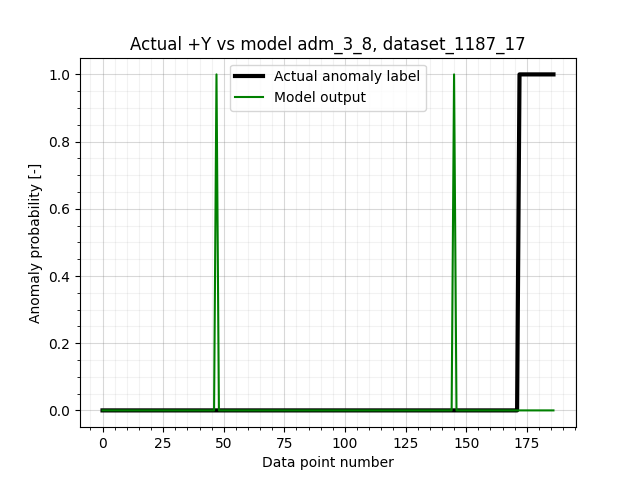 Actual +Y vs model adm_3_8, dataset_1187_17
Actual anomaly label
Model output
Anomaly probability [-]
1.0
0.8
0.6
0.4
0.2
0.0
0 25 50 75 100 125 145 175
Data point number